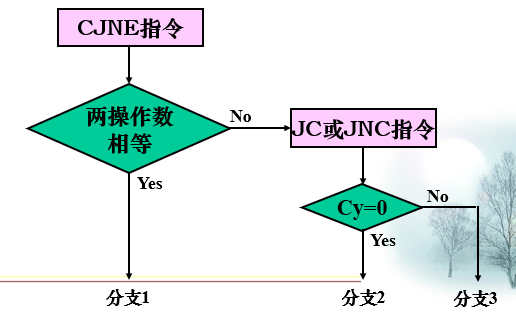 CJNE指令
两操作数
相等
No
JC或JNC指令
Yes
Cy=0
No
Yes
分支1
分支2
分支3